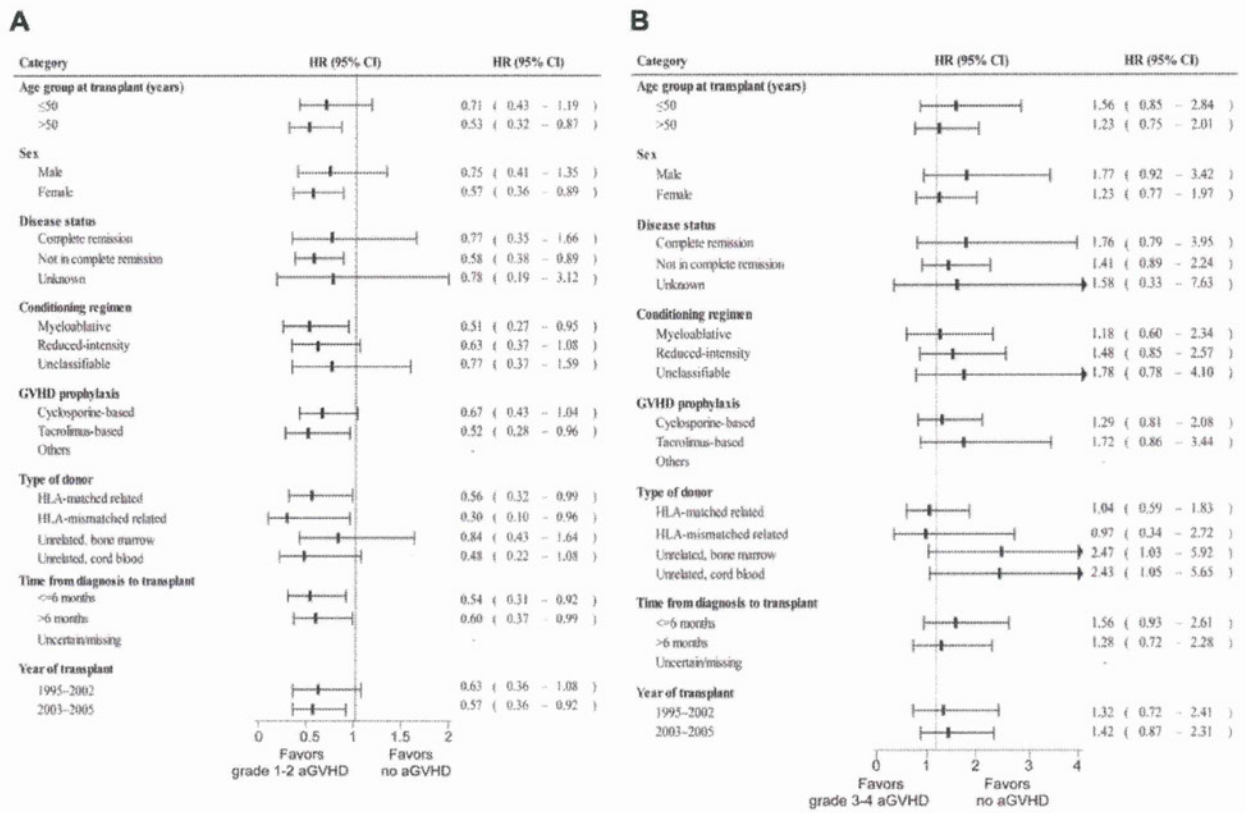 A
Category HR (95% CI) HR (95% CI)
Age group at transplant (years)
≤50 0.71 ( 0.43 - 1.19 )
>50 0.53 ( 0.32 - 0.87 )
Sex
Male 0.75 ( 0.41 - 1.35 )
Female 0.57 ( 0.36 - 0.89 )
Disease status
Complete remission 0.77 ( 0.35 - 1.66 )
Not in complete remission 0.58 ( 0.38 - 0.89 )
Unknown 0.78 ( 0.19 - 3.12 )
Conditioning regimen
Myeloablative 0.51 ( 0.27 - 0.95 )
Reduced-intensity 0.63 ( 0.37 - 1.08 )
Unclassifiable 0.77 ( 0.37 - 1.59 )
GVHD prophylaxis
Cyclosporine-based 0.67 ( 0.43 - 1.04 )
Tacrolimus-based 0.52 ( 0.28 - 0.96 )
Others -
Type of donor
HLA-matched related 0.56 ( 0.32 - 0.99 )
HLA-mismatched related 0.30 ( 0.10 - 0.96 )
Unrelated, bone marrow 0.84 ( 0.43 - 1.64 )
Unrelated, cord blood 0.48 ( 0.22 - 1.08 )
Time from diagnosis to transplant
<=6 months 0.54 ( 0.31 - 0.92 )
>6 months 0.60 ( 0.37 - 0.99 )
Uncertain/missing -
Year of transplant
1995–2002 0.63 ( 0.36 - 1.08 )
2003–2005 0.57 ( 0.36 - 0.92 )
0 0.5 1 1.5 2
Favors Favors
grade 1-2 aGVHD no aGVHD
B
Category HR (95% CI) HR (95% CI)
Age group at transplant (years)
≤50 1.56 ( 0.85 - 2.84 )
>50 1.23 ( 0.75 - 2.01 )
Sex
Male 1.77 ( 0.92 - 3.42 )
Female 1.23 ( 0.77 - 1.97 )
Disease status
Complete remission 1.76 ( 0.79 - 3.95 )
Not in complete remission 1.41 ( 0.89 - 2.24 )
Unknown 1.58 ( 0.33 - 7.63 )
Conditioning regimen
Myeloablative 1.18 ( 0.60 - 2.34 )
Reduced-intensity 1.48 ( 0.85 - 2.57 )
Unclassifiable 1.78 ( 0.78 - 4.10 )
GVHD prophylaxis
Cyclosporine-based 1.29 ( 0.81 - 2.08 )
Tacrolimus-based 1.72 ( 0.86 - 3.44 )
Others -
Type of donor
HLA-matched related 1.04 ( 0.59 - 1.83 )
HLA-mismatched related 0.97 ( 0.34 - 2.72 )
Unrelated, bone marrow 2.47 ( 1.03 - 5.92 )
Unrelated, cord blood 2.43 ( 1.05 - 5.65 )
Time from diagnosis to transplant
<=6 months 1.56 ( 0.93 - 2.61 )
>6 months 1.28 ( 0.72 - 2.28 )
Uncertain/missing -
Year of transplant
1995–2002 1.32 ( 0.72 - 2.41 )
2003–2005 1.42 ( 0.87 - 2.31 )
0 1 2 3 4
Favors Favors
grade 3-4 aGVHD no aGVHD